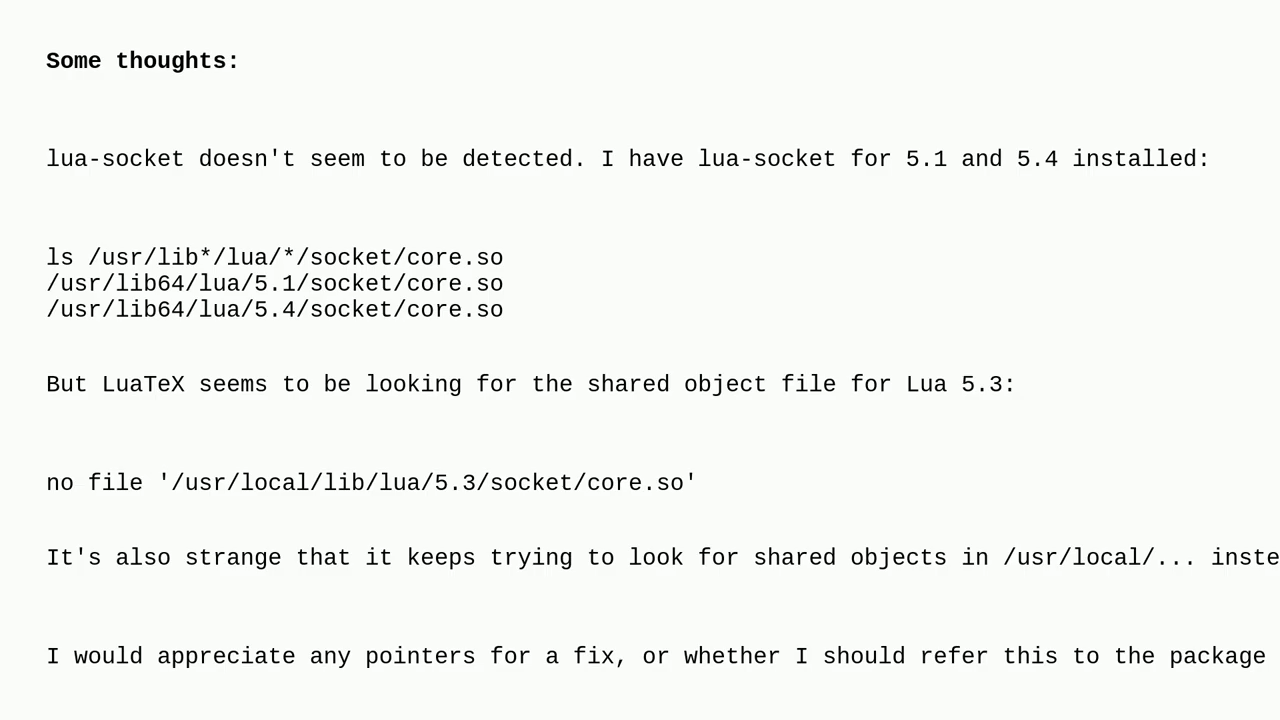 Some thoughts:
lua-socket doesn't seem to be detected. I have lua-socket for 5.1 and 5.4 installed:
ls /usr/lib*/lua/*/socket/core.so
/usr/lib64/lua/5.1/socket/core.so
/usr/lib64/lua/5.4/socket/core.so
But LuaTeX seems to be looking for the shared object file for Lua 5.3:
no file '/usr/local/lib/lua/5.3/socket/core.so'
It's also strange that it keeps trying to look for shared objects in /usr/local/... inste
I would appreciate any pointers for a fix, or whether I should refer this to the package